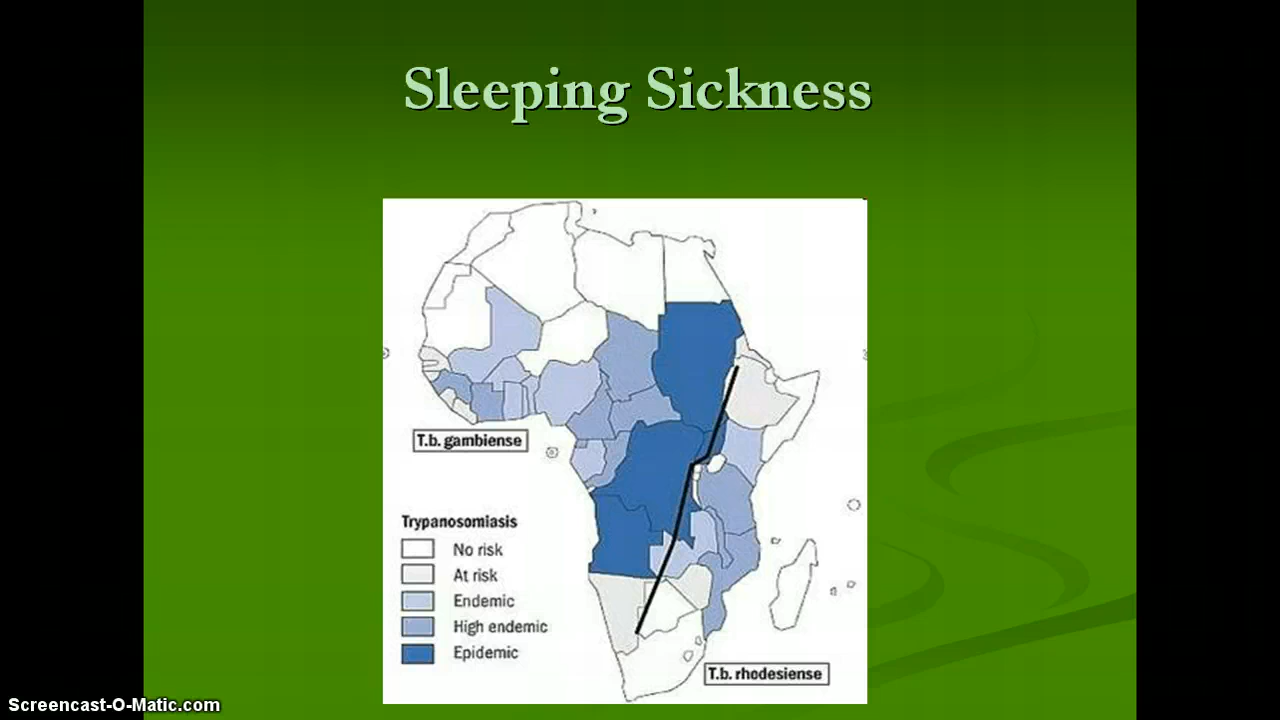 Sleeping Sickness
T.b. gambiense
Trypanosomiasis
No risk
At risk
Endemic
High endemic
Epidemic
T.b. rhodesiense
Screencast-O-Matic.com